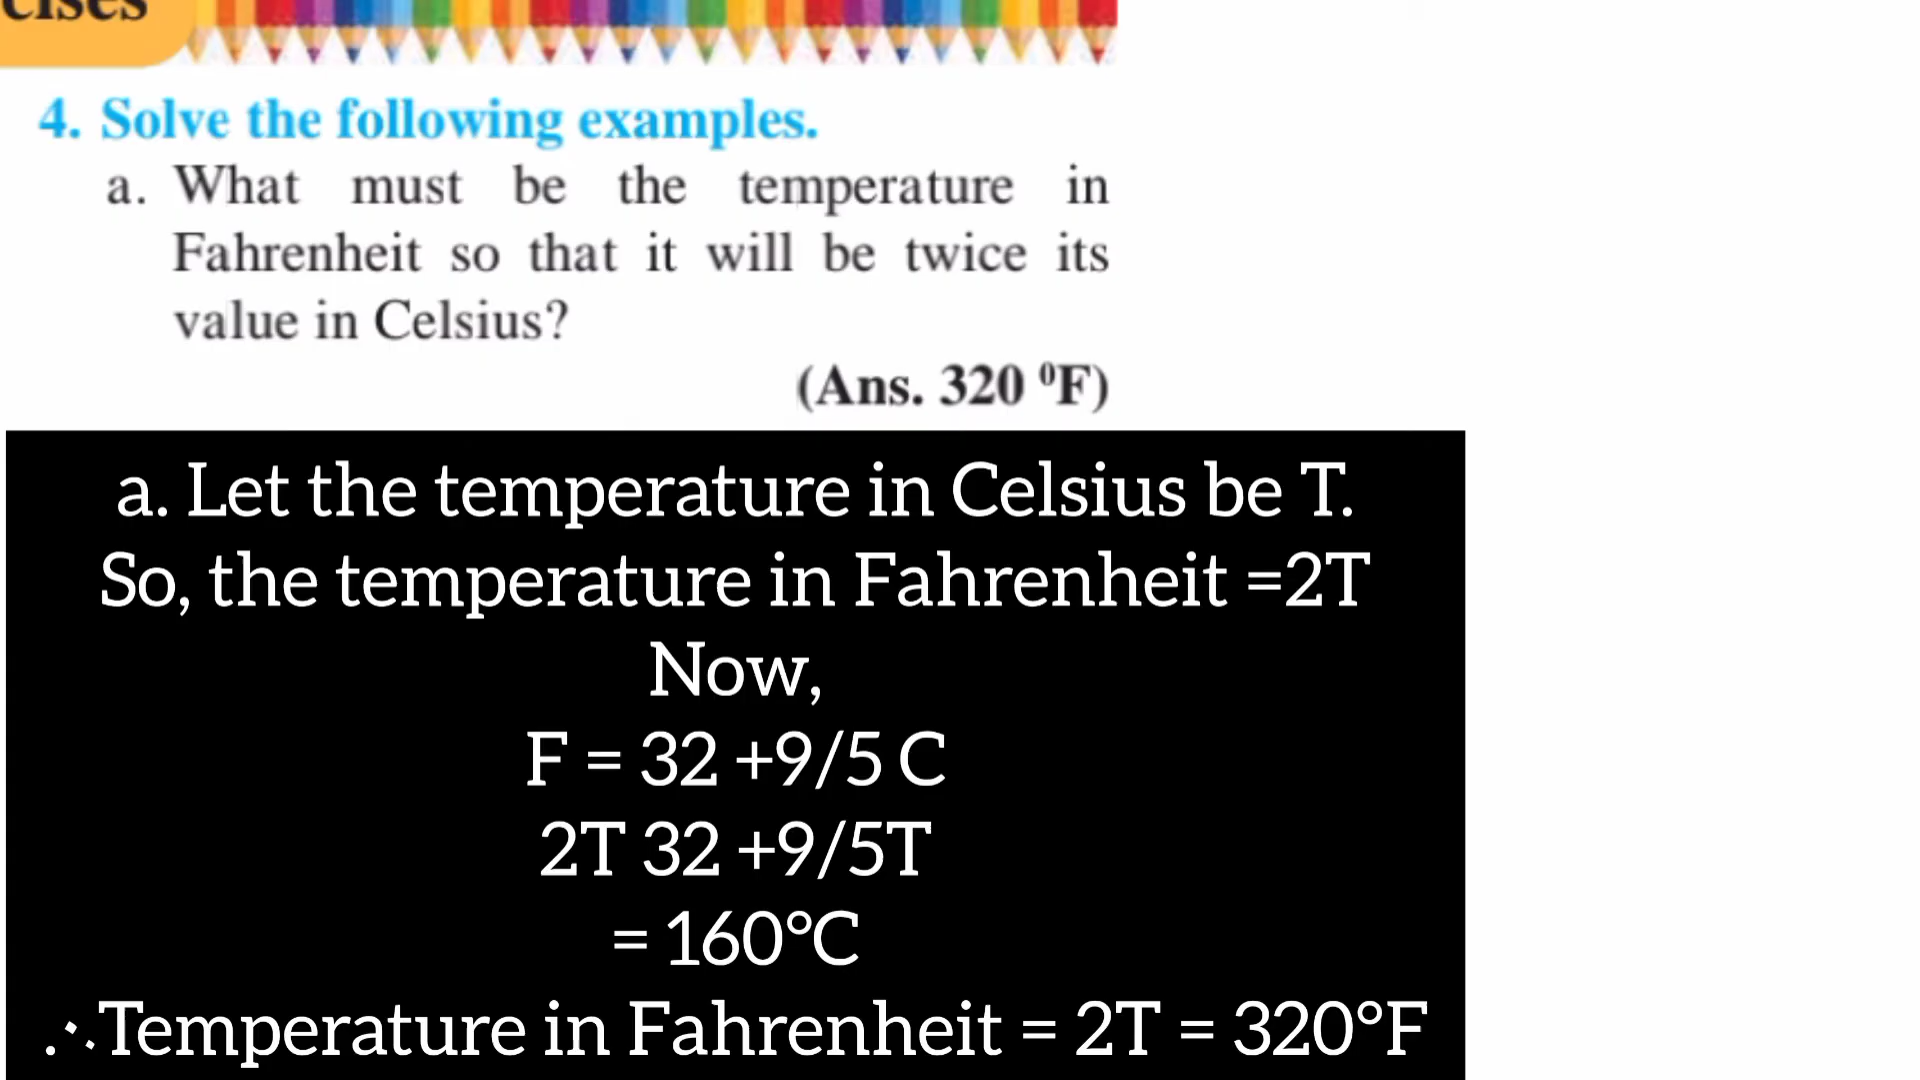 4. Solve the following examples.
a. What must be the temperature in
Fahrenheit so that it will be twice its
value in Celsius?
(Ans. 320 ⁰F)
a. Let the temperature in Celsius be T.
So, the temperature in Fahrenheit =2T
Now,
F = 32 +9/5 C
2T 32 +9/5T
= 160°C
∴Temperature in Fahrenheit = 2T = 320°F